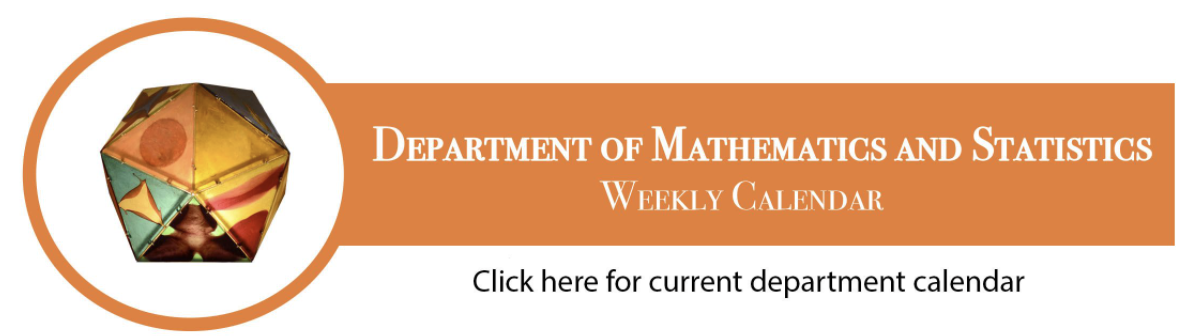 Department of Mathematics and Statistics
Weekly Calendar
Click here for current department calendar